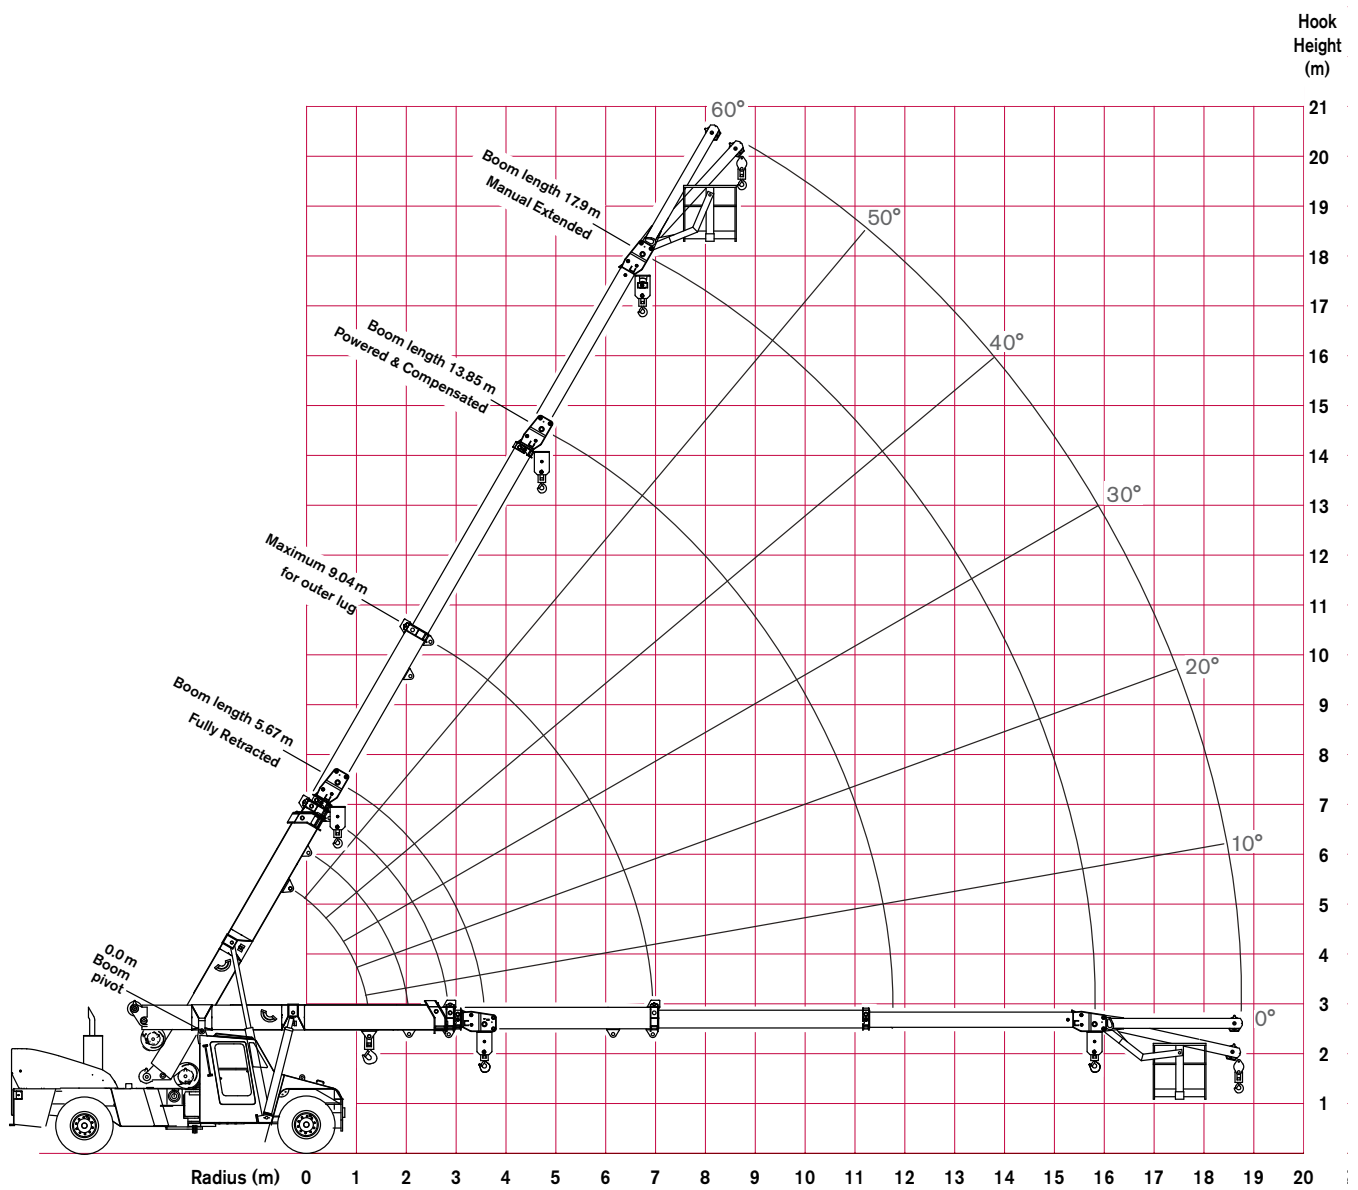 Hook
Height
(m)
60°
21
Boom length 17.9 m
Manual Extended
20
50°
19
18
17
Boom length 13.85 m
Powered & Compensated
40°
16
15
14
30°
13
Maximum 9.04 m
for outer lug
12
11
20°
10
Boom length 5.67 m
Fully Retracted
9
8
7
10°
6
5
0.0 m
Boom
pivot
4
3
0°
2
1
Radius (m) 0 1 2 3 4 5 6 7 8 9 10 11 12 13 14 15 16 17 18 19 20